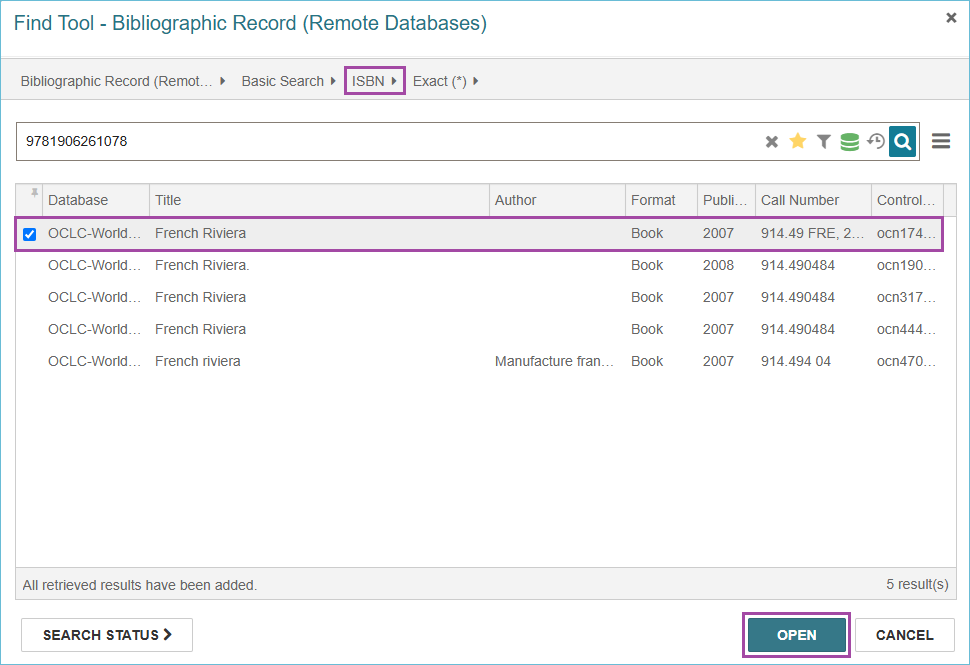 Find Tool - Bibliographic Record (Remote Databases)
Bibliographic Record (Remot... Basic Search ISBN Exact (*)
9781906261078
Database Title Author Format Publi... Call Number Control...
OCLC-World... French Riviera Book 2007 914.49 FRE, 2... ocn174...
OCLC-World... French Riviera. Book 2008 914.490484 ocn190...
OCLC-World... French Riviera Book 2007 914.490484 ocn317...
OCLC-World... French Riviera Book 2007 914.490484 ocn444...
OCLC-World... French riviera Manufacture fran... Book 2007 914.494 04 ocn470...
All retrieved results have been added. 5 result(s)
SEARCH STATUS OPEN CANCEL